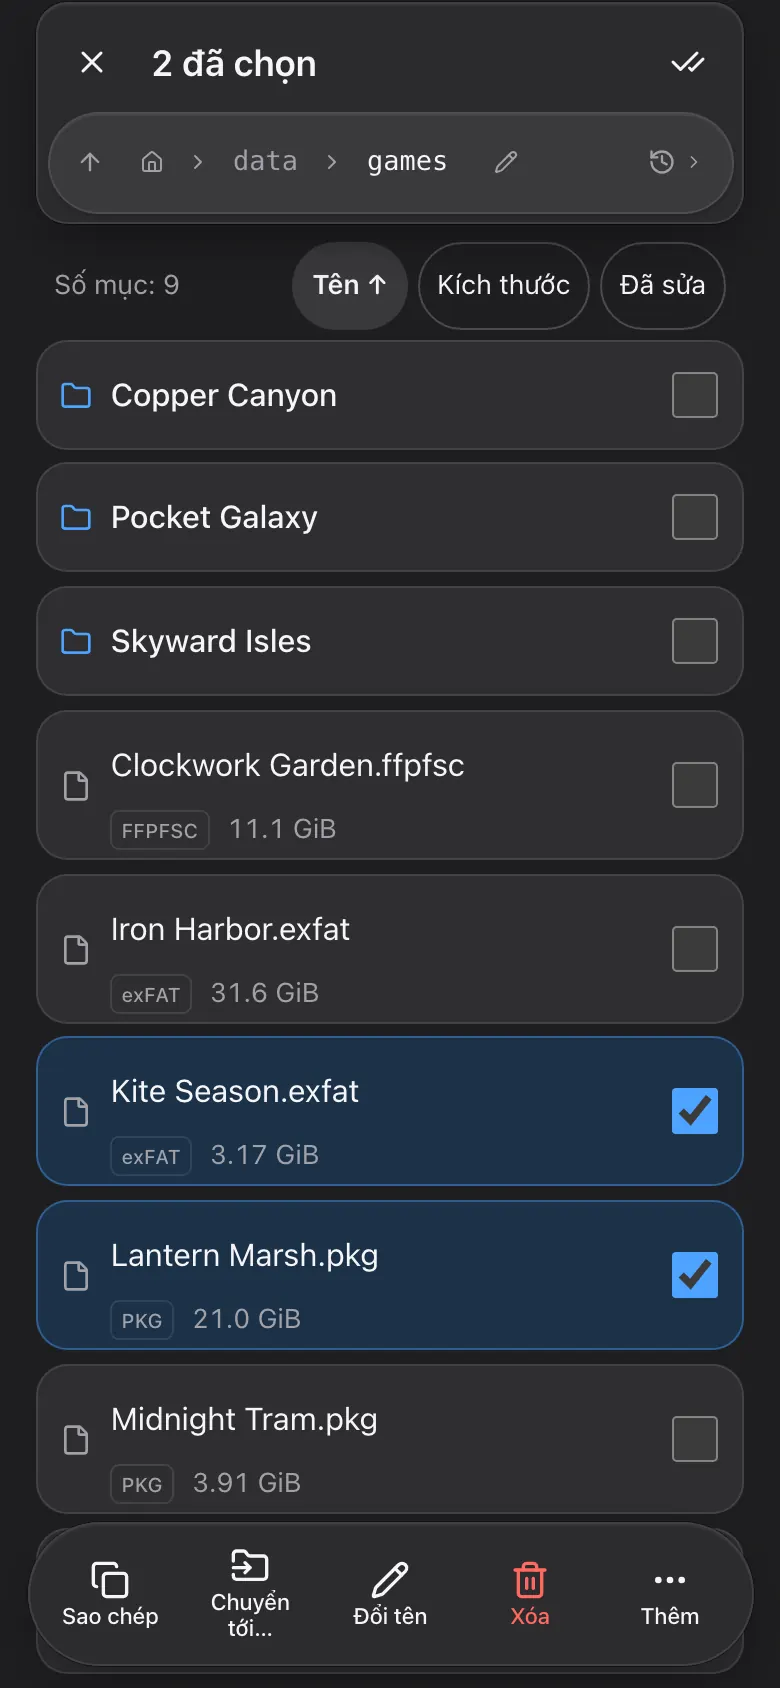 2 đã chọn
data games
Số mục: 9
Tên ↑
Kích thước
Đã sửa
Copper Canyon
Pocket Galaxy
Skyward Isles
Clockwork Garden.ffpfsc
FFPFSC 11.1 GiB
Iron Harbor.exfat
exFAT 31.6 GiB
Kite Season.exfat
exFAT 3.17 GiB
Lantern Marsh.pkg
PKG 21.0 GiB
Midnight Tram.pkg
PKG 3.91 GiB
Sao chép
Chuyển
tới...
Đổi tên
Xóa
Thêm